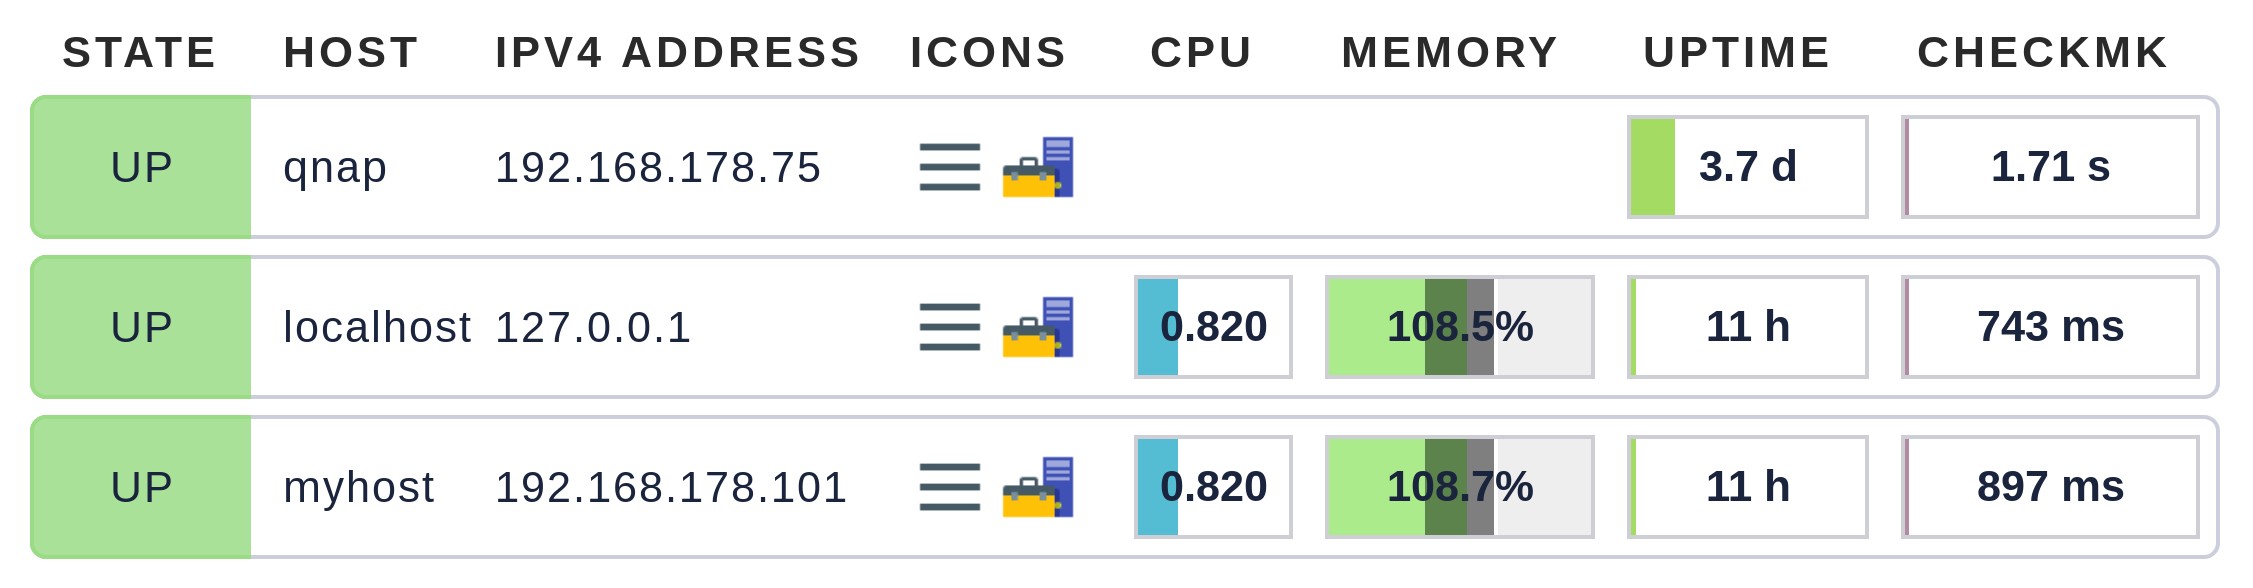 STATE HOST IPV4 ADDRESS ICONS CPU MEMORY UPTIME CHECKMK
UP qnap 192.168.178.75 3.7 d 1.71 s
UP localhost 127.0.0.1 0.820 108.5% 11 h 743 ms
UP myhost 192.168.178.101 0.820 108.7% 11 h 897 ms